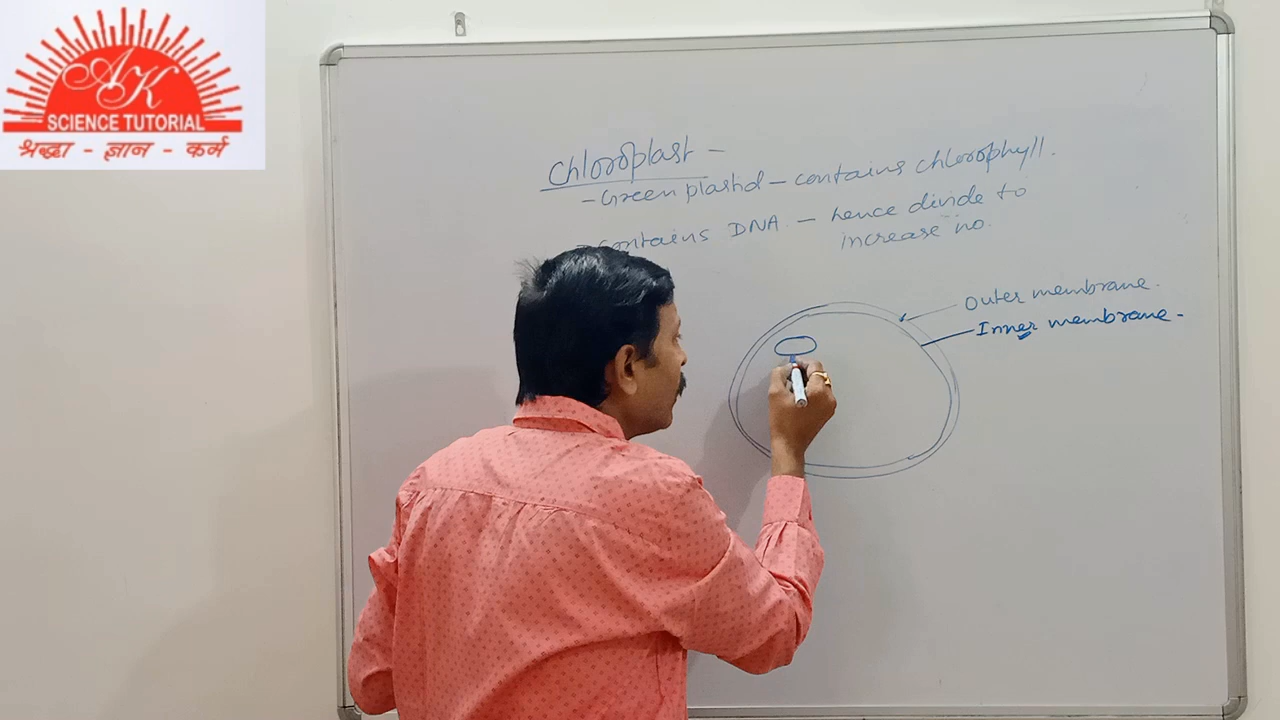 AK
SCIENCE TUTORIAL
श्रद्धा - ज्ञान - कर्म
Chloroplast -
- Green plastid - contains chlorophyll.
- contains DNA - hence divide to
increase no.
Outer membrane.
Inner membrane -